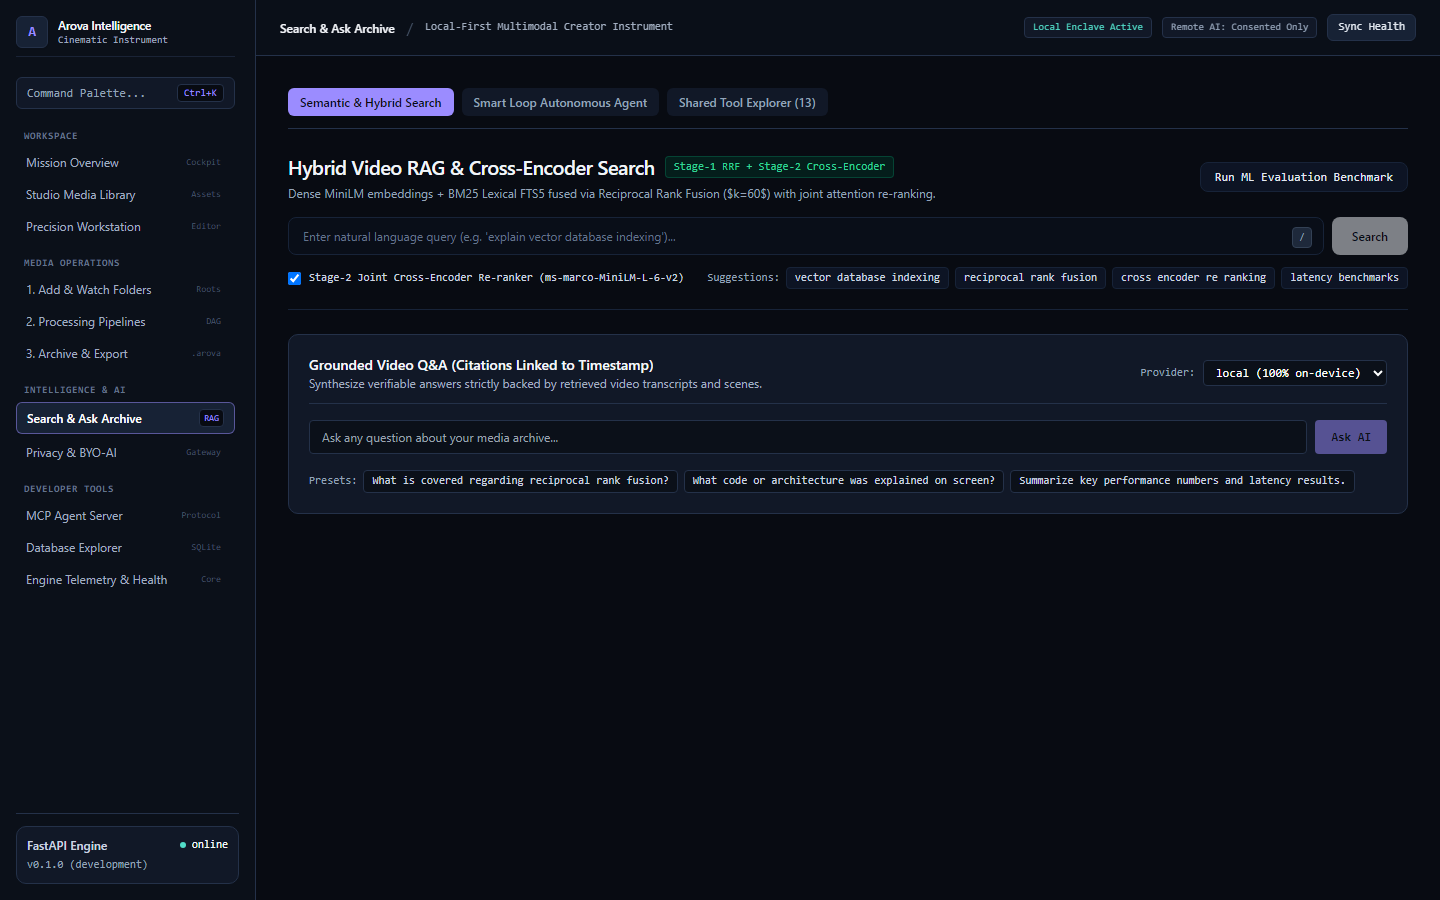 A
Arova Intelligence
Cinematic Instrument
Command Palette... Ctrl+K
WORKSPACE
Mission Overview Cockpit
Studio Media Library Assets
Precision Workstation Editor
MEDIA OPERATIONS
1. Add & Watch Folders Roots
2. Processing Pipelines DAG
3. Archive & Export .arova
INTELLIGENCE & AI
Search & Ask Archive RAG
Privacy & BYO-AI Gateway
DEVELOPER TOOLS
MCP Agent Server Protocol
Database Explorer SQLite
Engine Telemetry & Health Core
FastAPI Engine online
v0.1.0 (development)
Search & Ask Archive / Local-First Multimodal Creator Instrument
Local Enclave Active Remote AI: Consented Only Sync Health
Semantic & Hybrid Search Smart Loop Autonomous Agent Shared Tool Explorer (13)
Hybrid Video RAG & Cross-Encoder Search Stage-1 RRF + Stage-2 Cross-Encoder
Dense MiniLM embeddings + BM25 Lexical FTS5 fused via Reciprocal Rank Fusion ($k=60$) with joint attention re-ranking.
Run ML Evaluation Benchmark
Enter natural language query (e.g. 'explain vector database indexing')... / Search
Stage-2 Joint Cross-Encoder Re-ranker (ms-marco-MiniLM-L-6-v2) Suggestions: vector database indexing reciprocal rank fusion cross encoder re ranking latency benchmarks
Grounded Video Q&A (Citations Linked to Timestamp)
Synthesize verifiable answers strictly backed by retrieved video transcripts and scenes.
Provider: local (100% on-device)
Ask any question about your media archive... Ask AI
Presets: What is covered regarding reciprocal rank fusion? What code or architecture was explained on screen? Summarize key performance numbers and latency results.